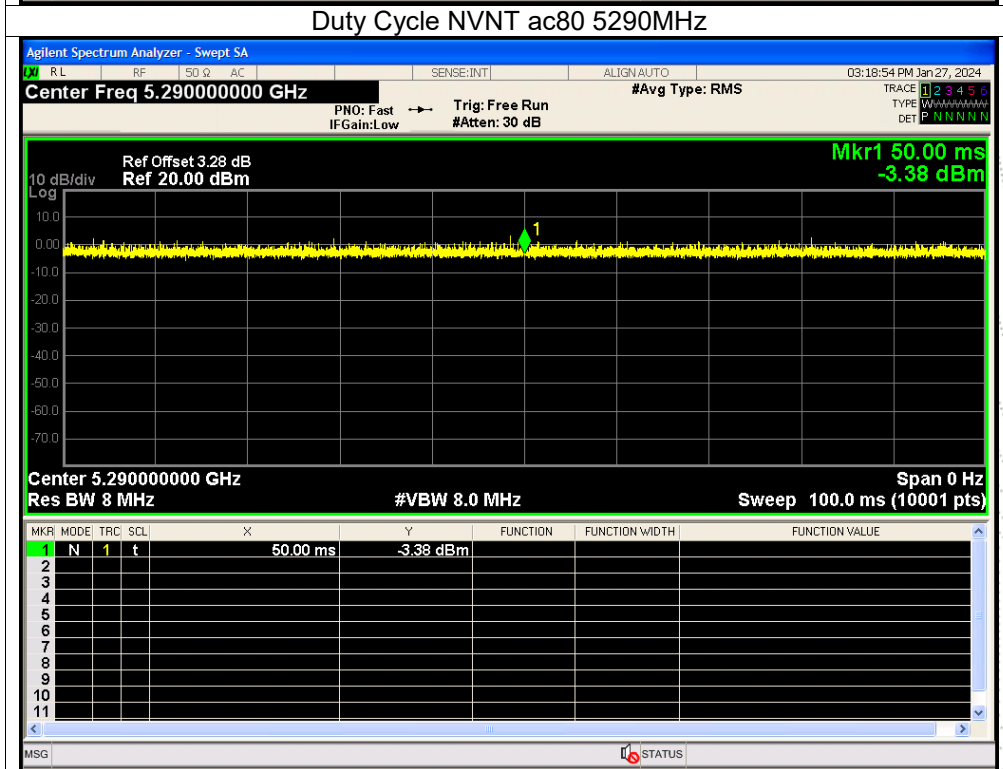 Duty Cycle NVNT ac80 5290MHz
Agilent Spectrum Analyzer - Swept SA
LXI RL RF 50 Ω AC SENSE:INT ALIGN AUTO 03:18:54 PM Jan 27, 2024
Center Freq 5.290000000 GHz #Avg Type: RMS TRACE 1 2 3 4 5 6
PNO: Fast Trig: Free Run TYPE
IFGain:Low #Atten: 30 dB DET P N N N N N
Mkr1 50.00 ms
-3.38 dBm
Ref Offset 3.28 dB
10 dB/div Ref 20.00 dBm
Log
10.0
1
0.00
-10.0
-20.0
-30.0
-40.0
-50.0
-60.0
-70.0
Center 5.290000000 GHz Span 0 Hz
Res BW 8 MHz #VBW 8.0 MHz Sweep 100.0 ms (10001 pts)
MKR MODE TRC SCL X Y FUNCTION FUNCTION WIDTH FUNCTION VALUE
1 N 1 t 50.00 ms -3.38 dBm
2
3
4
5
6
7
8
9
10
11
MSG STATUS